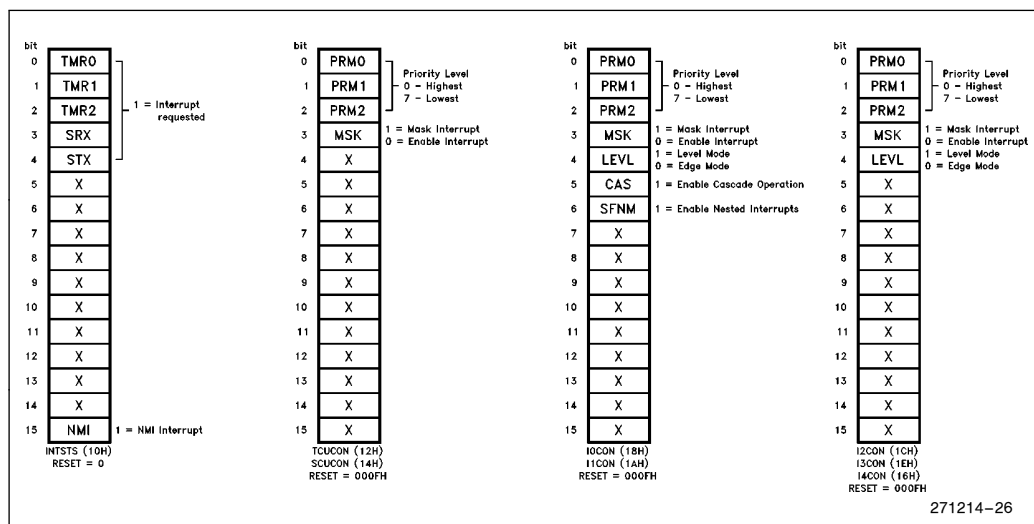 bit
0 TMR0
1 TMR1
2 TMR2
3 SRX
4 STX
5 X
6 X
7 X
8 X
9 X
10 X
11 X
12 X
13 X
14 X
15 NMI
1 = Interrupt
requested
1 = NMI Interrupt
INTSTS (10H)
RESET = 0
bit
0 PRM0
1 PRM1
2 PRM2
3 MSK
4 X
5 X
6 X
7 X
8 X
9 X
10 X
11 X
12 X
13 X
14 X
15 X
Priority Level
0 - Highest
7 - Lowest
1 = Mask Interrupt
0 = Enable Interrupt
TCUCON (12H)
SCUCON (14H)
RESET = 000FH
bit
0 PRM0
1 PRM1
2 PRM2
3 MSK
4 LEVL
5 CAS
6 SFNM
7 X
8 X
9 X
10 X
11 X
12 X
13 X
14 X
15 X
Priority Level
0 - Highest
7 - Lowest
1 = Mask Interrupt
0 = Enable Interrupt
1 = Level Mode
0 = Edge Mode
1 = Enable Cascade Operation
1 = Enable Nested Interrupts
I0CON (18H)
I1CON (1AH)
RESET = 000FH
bit
0 PRM0
1 PRM1
2 PRM2
3 MSK
4 LEVL
5 X
6 X
7 X
8 X
9 X
10 X
11 X
12 X
13 X
14 X
15 X
Priority Level
0 - Highest
7 - Lowest
1 = Mask Interrupt
0 = Enable Interrupt
1 = Level Mode
0 = Edge Mode
I2CON (1CH)
I3CON (1EH)
I4CON (16H)
RESET = 000FH
271214-26